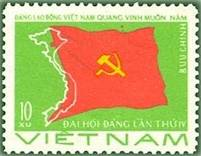 ĐẢNG LAO ĐỘNG VIỆT NAM QUANG VINH MUÔN NĂM
BƯU CHÍNH
10
XU
ĐẠI HỘI ĐẢNG LẦN THỨ IV
VIETNAM